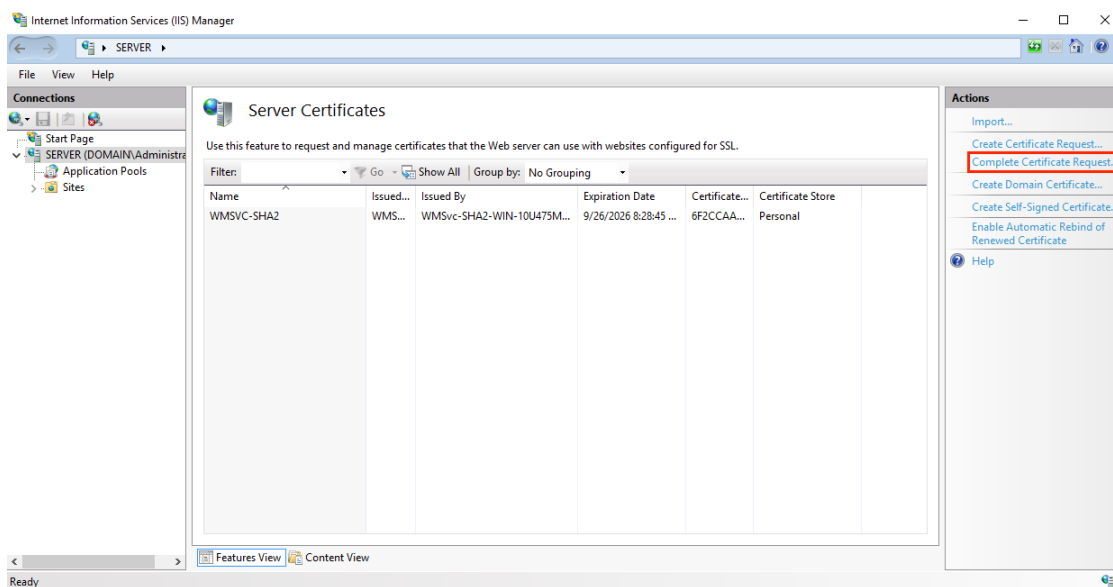 Internet Information Services (IIS) Manager
SERVER
File View Help
Connections
Start Page
SERVER (DOMAIN\Administra
Application Pools
Sites
Server Certificates
Use this feature to request and manage certificates that the Web server can use with websites configured for SSL.
Filter: Go Show All Group by: No Grouping
Name Issued... Issued By Expiration Date Certificate... Certificate Store
WMSVC-SHA2 WMS... WMSvc-SHA2-WIN-10U475M... 9/26/2026 8:28:45 ... 6F2CCAA... Personal
Features View Content View
Actions
Import...
Create Certificate Request...
Complete Certificate Request.
Create Domain Certificate...
Create Self-Signed Certificate.
Enable Automatic Rebind of
Renewed Certificate
Help
Ready